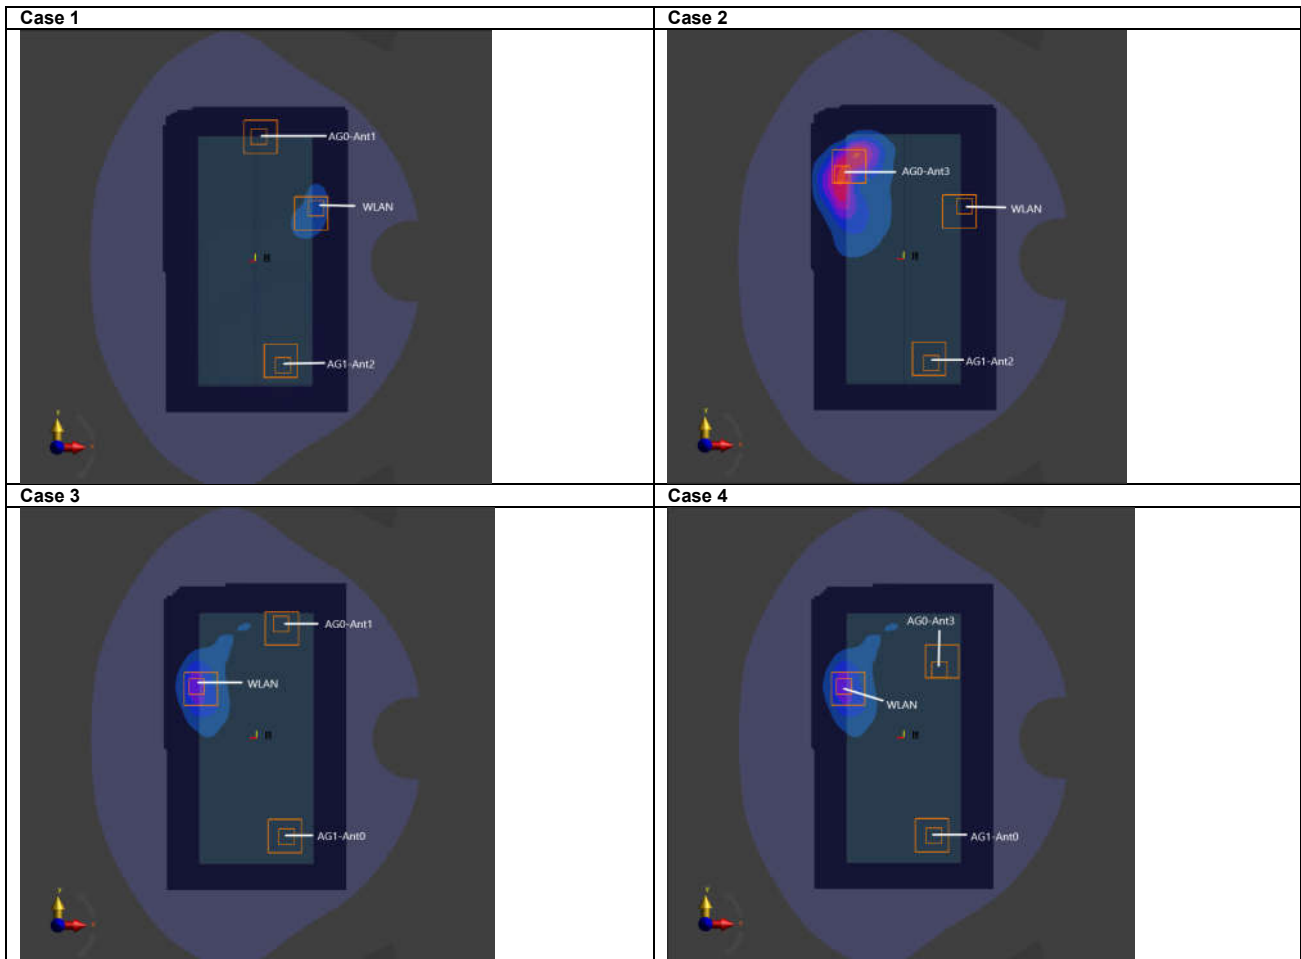 Case 1
Case 2
AG0-Ant1
WLAN
AG1-Ant2
AG0-Ant3
WLAN
AG1-Ant2
Case 3
Case 4
AG0-Ant1
WLAN
AG1-Ant0
AG0-Ant3
WLAN
AG1-Ant0